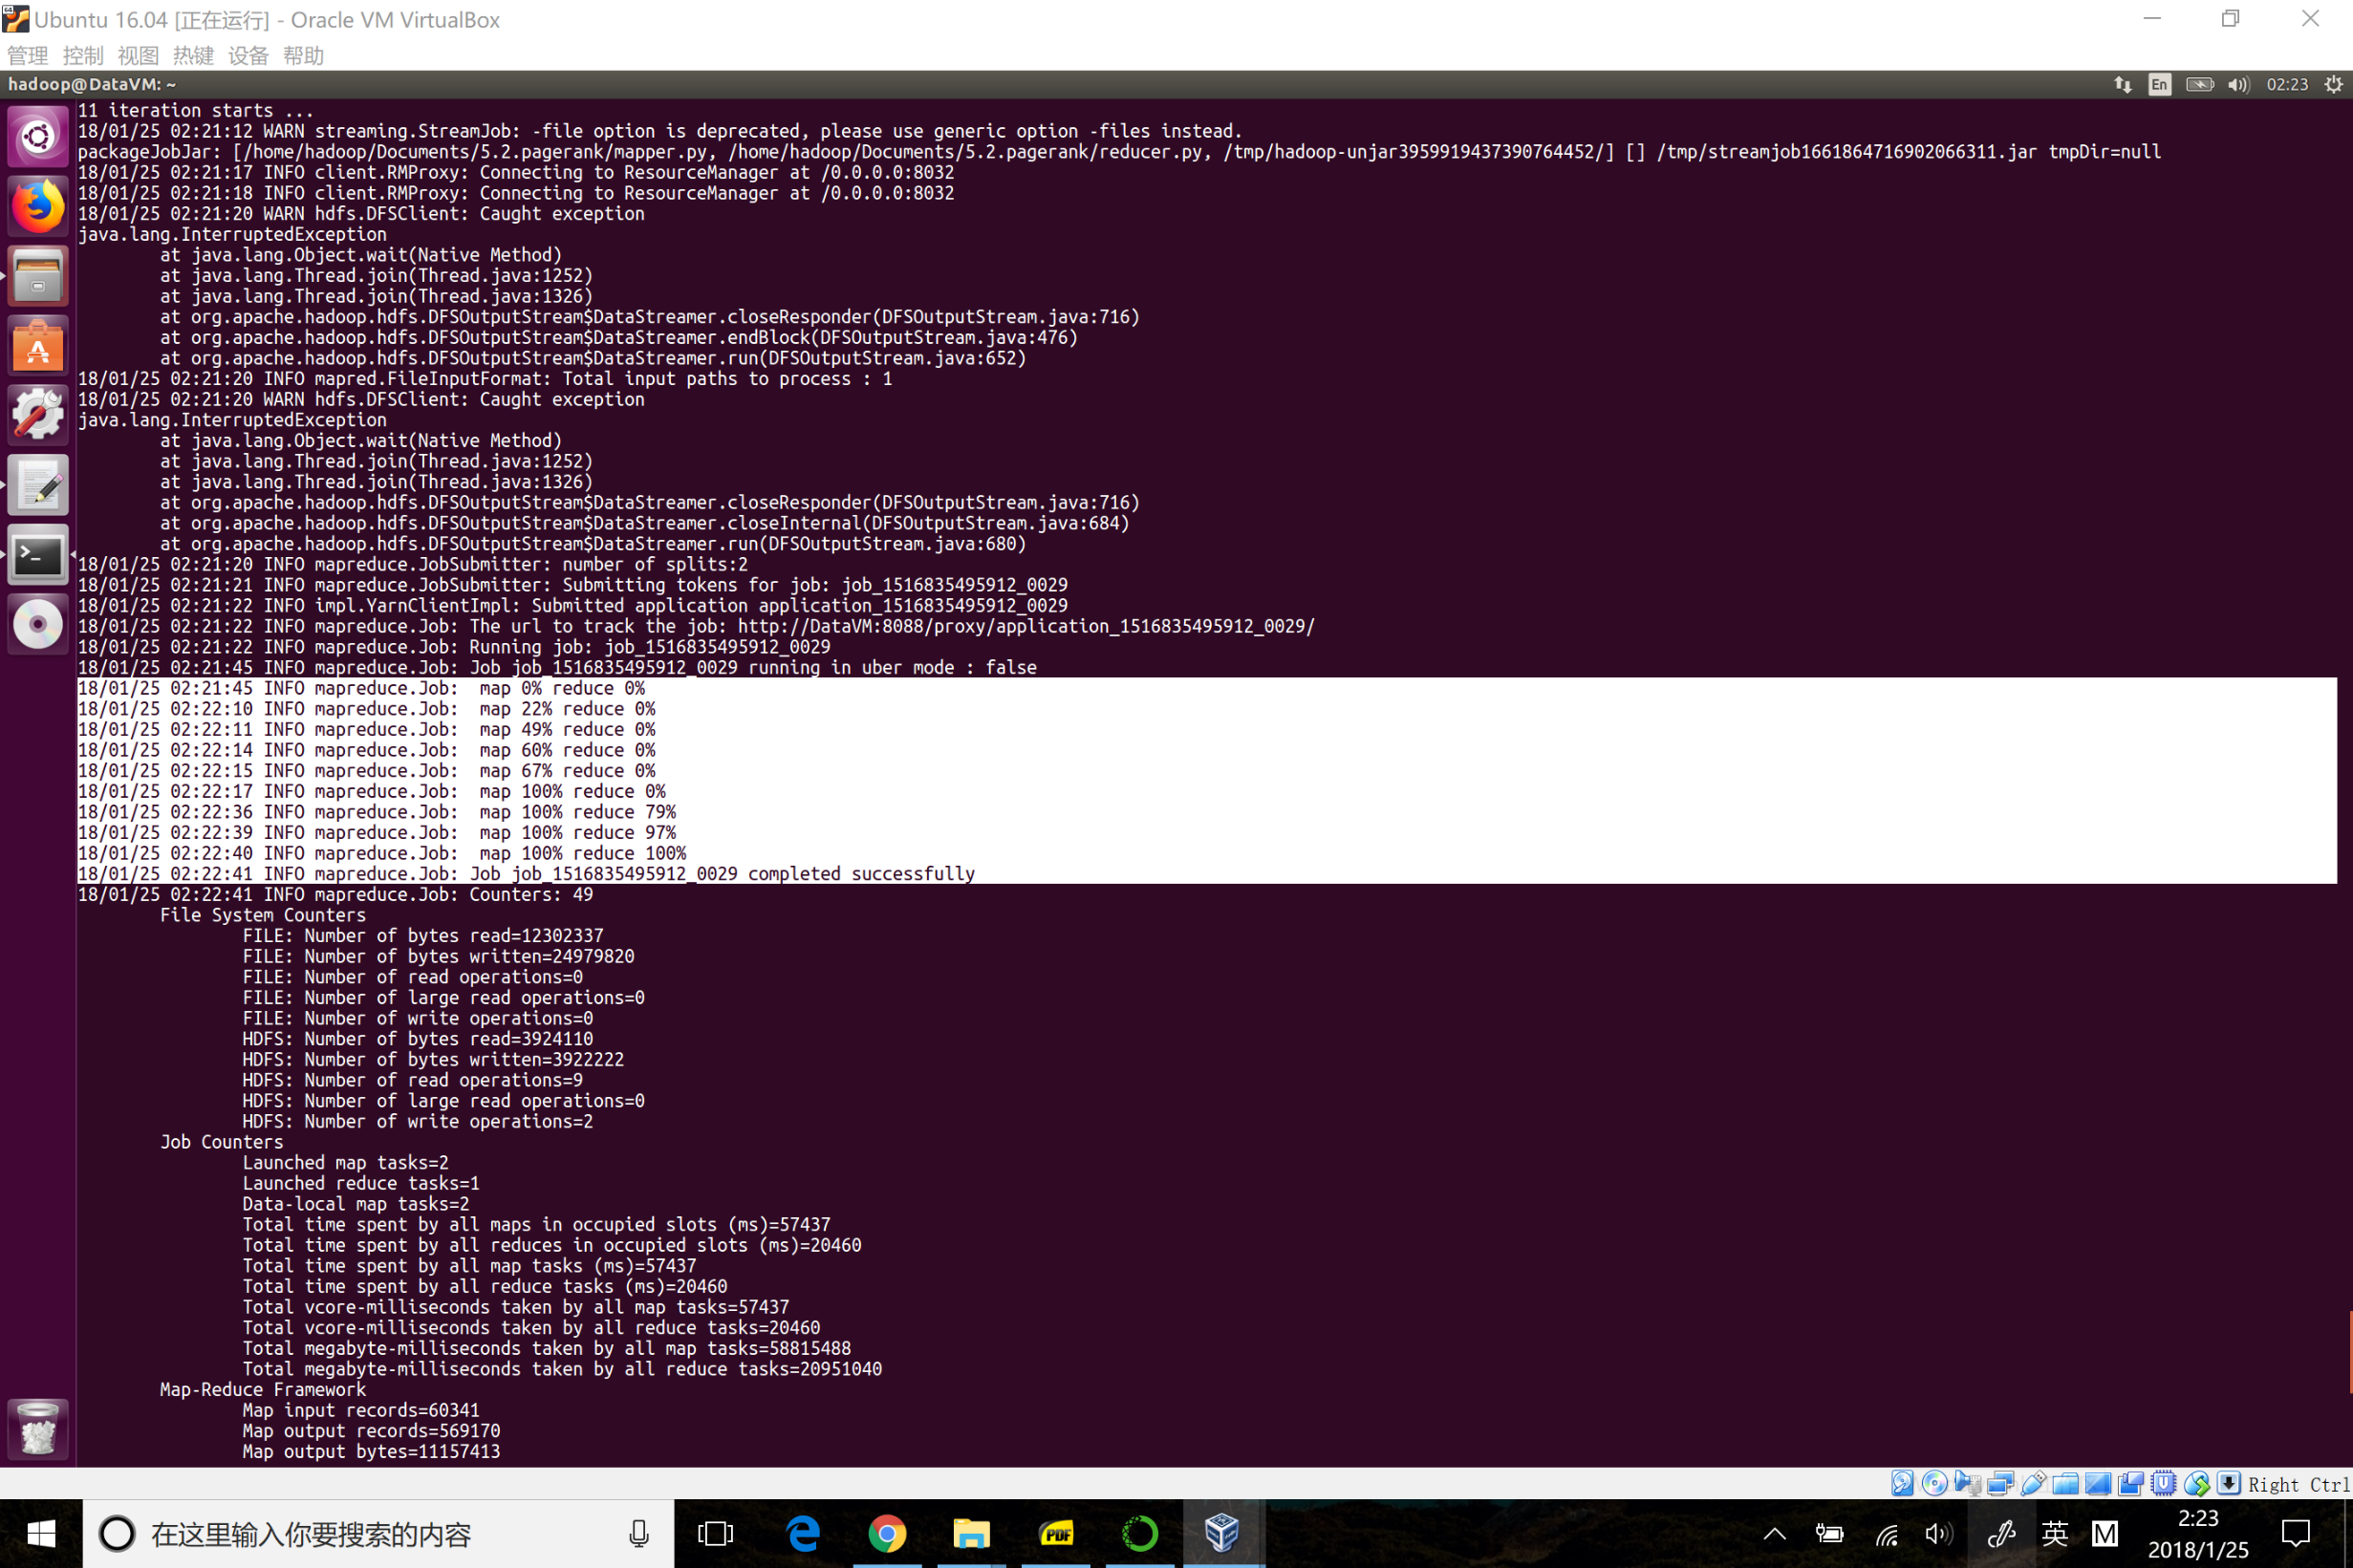 Ubuntu 16.04 [正在运行] - Oracle VM VirtualBox
管理 控制 视图 热键 设备 帮助
hadoop@DataVM: ~
En
02:23
11 iteration starts ...
18/01/25 02:21:12 WARN streaming.StreamJob: -file option is deprecated, please use generic option -files instead.
packageJobJar: [/home/hadoop/Documents/5.2.pagerank/mapper.py, /home/hadoop/Documents/5.2.pagerank/reducer.py, /tmp/hadoop-unjar3959919437390764452/] [] /tmp/streamjob1661864716902066311.jar tmpDir=null
18/01/25 02:21:17 INFO client.RMProxy: Connecting to ResourceManager at /0.0.0.0:8032
18/01/25 02:21:18 INFO client.RMProxy: Connecting to ResourceManager at /0.0.0.0:8032
18/01/25 02:21:20 WARN hdfs.DFSClient: Caught exception
java.lang.InterruptedException
at java.lang.Object.wait(Native Method)
at java.lang.Thread.join(Thread.java:1252)
at java.lang.Thread.join(Thread.java:1326)
at org.apache.hadoop.hdfs.DFSOutputStream$DataStreamer.closeResponder(DFSOutputStream.java:716)
at org.apache.hadoop.hdfs.DFSOutputStream$DataStreamer.endBlock(DFSOutputStream.java:476)
at org.apache.hadoop.hdfs.DFSOutputStream$DataStreamer.run(DFSOutputStream.java:652)
18/01/25 02:21:20 INFO mapred.FileInputFormat: Total input paths to process : 1
18/01/25 02:21:20 WARN hdfs.DFSClient: Caught exception
java.lang.InterruptedException
at java.lang.Object.wait(Native Method)
at java.lang.Thread.join(Thread.java:1252)
at java.lang.Thread.join(Thread.java:1326)
at org.apache.hadoop.hdfs.DFSOutputStream$DataStreamer.closeResponder(DFSOutputStream.java:716)
at org.apache.hadoop.hdfs.DFSOutputStream$DataStreamer.closeInternal(DFSOutputStream.java:684)
at org.apache.hadoop.hdfs.DFSOutputStream$DataStreamer.run(DFSOutputStream.java:680)
18/01/25 02:21:20 INFO mapreduce.JobSubmitter: number of splits:2
18/01/25 02:21:21 INFO mapreduce.JobSubmitter: Submitting tokens for job: job_1516835495912_0029
18/01/25 02:21:22 INFO impl.YarnClientImpl: Submitted application application_1516835495912_0029
18/01/25 02:21:22 INFO mapreduce.Job: The url to track the job: http://DataVM:8088/proxy/application_1516835495912_0029/
18/01/25 02:21:22 INFO mapreduce.Job: Running job: job_1516835495912_0029
18/01/25 02:21:45 INFO mapreduce.Job: Job job_1516835495912_0029 running in uber mode : false
18/01/25 02:21:45 INFO mapreduce.Job:  map 0% reduce 0%
18/01/25 02:22:10 INFO mapreduce.Job:  map 22% reduce 0%
18/01/25 02:22:11 INFO mapreduce.Job:  map 49% reduce 0%
18/01/25 02:22:14 INFO mapreduce.Job:  map 60% reduce 0%
18/01/25 02:22:15 INFO mapreduce.Job:  map 67% reduce 0%
18/01/25 02:22:17 INFO mapreduce.Job:  map 100% reduce 0%
18/01/25 02:22:36 INFO mapreduce.Job:  map 100% reduce 79%
18/01/25 02:22:39 INFO mapreduce.Job:  map 100% reduce 97%
18/01/25 02:22:40 INFO mapreduce.Job:  map 100% reduce 100%
18/01/25 02:22:41 INFO mapreduce.Job: Job job_1516835495912_0029 completed successfully
18/01/25 02:22:41 INFO mapreduce.Job: Counters: 49
File System Counters
FILE: Number of bytes read=12302337
FILE: Number of bytes written=24979820
FILE: Number of read operations=0
FILE: Number of large read operations=0
FILE: Number of write operations=0
HDFS: Number of bytes read=3924110
HDFS: Number of bytes written=3922222
HDFS: Number of read operations=9
HDFS: Number of large read operations=0
HDFS: Number of write operations=2
Job Counters
Launched map tasks=2
Launched reduce tasks=1
Data-local map tasks=2
Total time spent by all maps in occupied slots (ms)=57437
Total time spent by all reduces in occupied slots (ms)=20460
Total time spent by all map tasks (ms)=57437
Total time spent by all reduce tasks (ms)=20460
Total vcore-milliseconds taken by all map tasks=57437
Total vcore-milliseconds taken by all reduce tasks=20460
Total megabyte-milliseconds taken by all map tasks=58815488
Total megabyte-milliseconds taken by all reduce tasks=20951040
Map-Reduce Framework
Map input records=60341
Map output records=569170
Map output bytes=11157413
Right Ctrl
在这里输入你要搜索的内容
PDF
英
M
2:23
2018/1/25